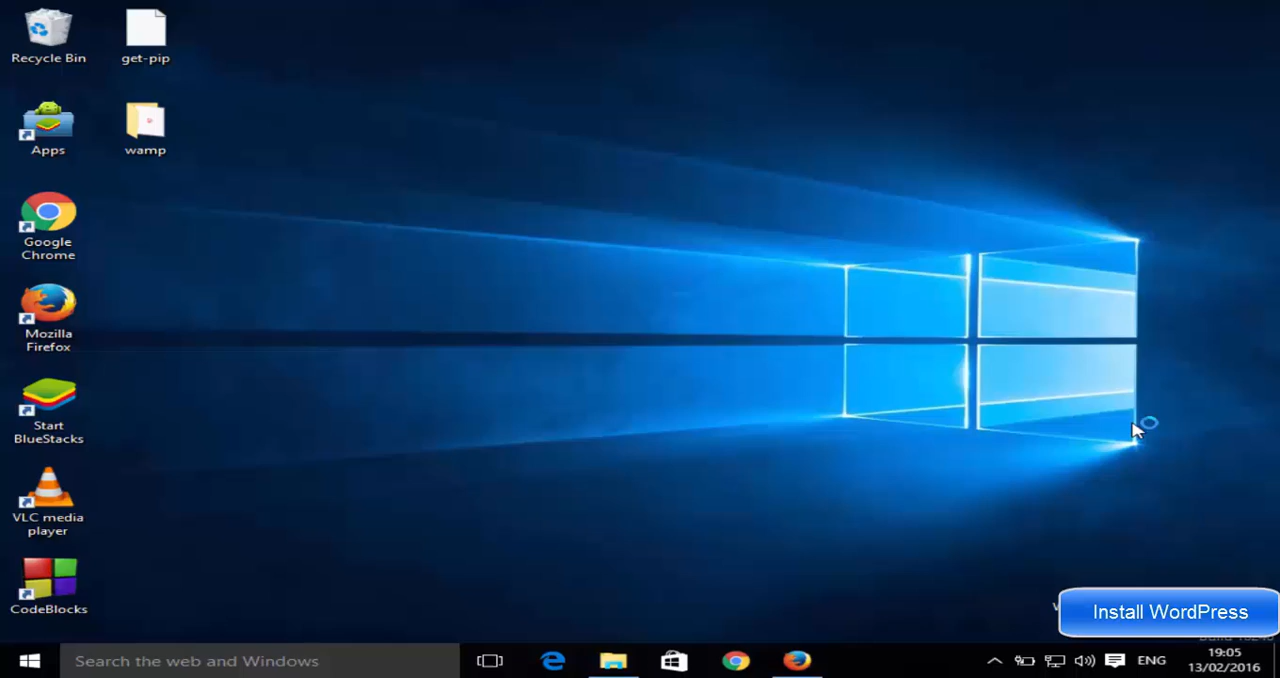 Recycle Bin
get-pip
Apps
wamp
Google
Chrome
Mozilla
Firefox
Start
BlueStacks
VLC media
player
CodeBlocks
Install WordPress
Search the web and Windows
ENG
19:05
13/02/2016